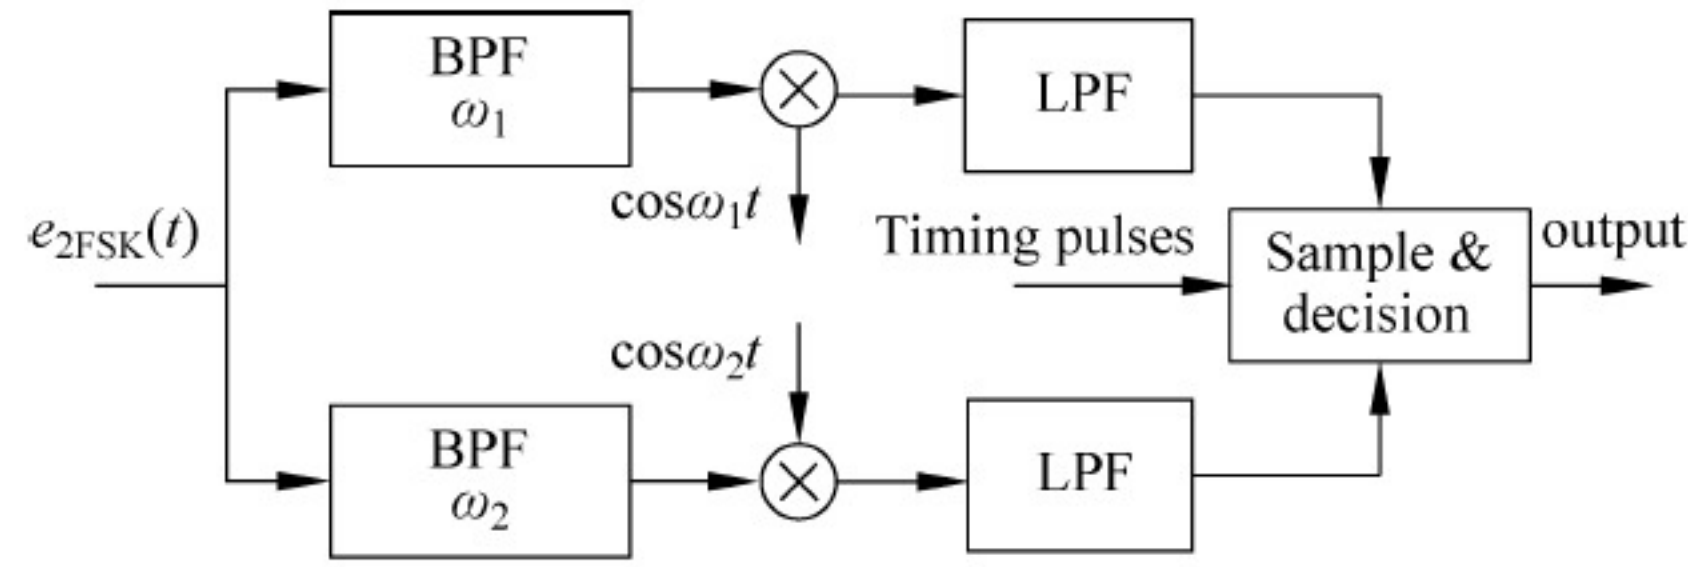 BPF
ω₁
LPF
cosω₁t
e₂FSK(t)
Timing pulses
Sample &
decision
output
cosω₂t
BPF
ω₂
LPF